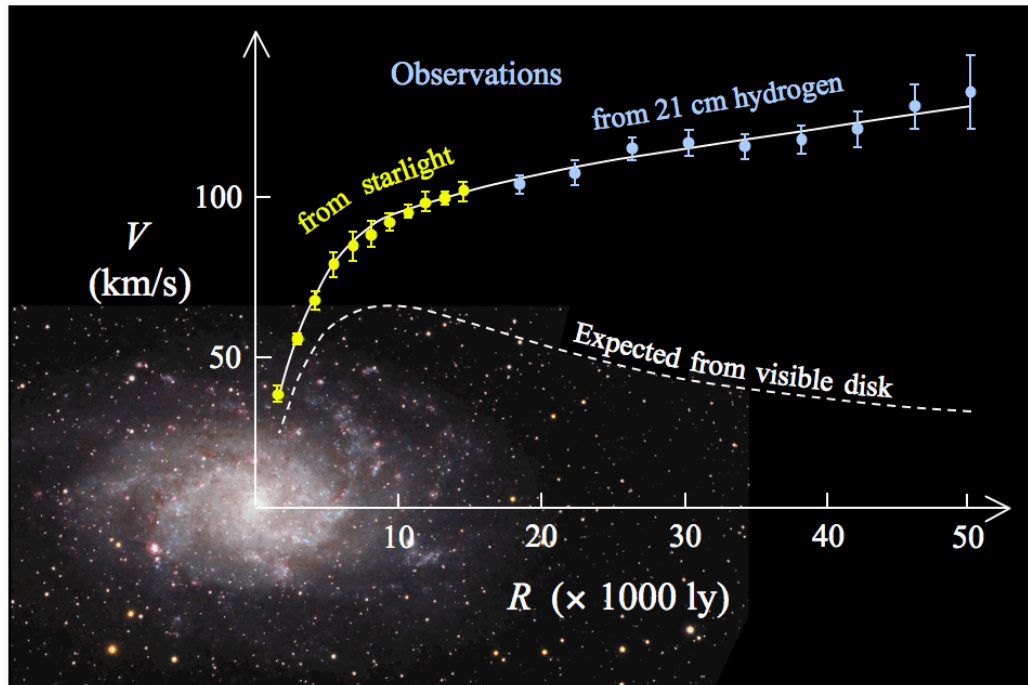 Observations
from 21 cm hydrogen
from starlight
100
V
(km/s)
50
Expected from visible disk
10 20 30 40 50
R (× 1000 ly)